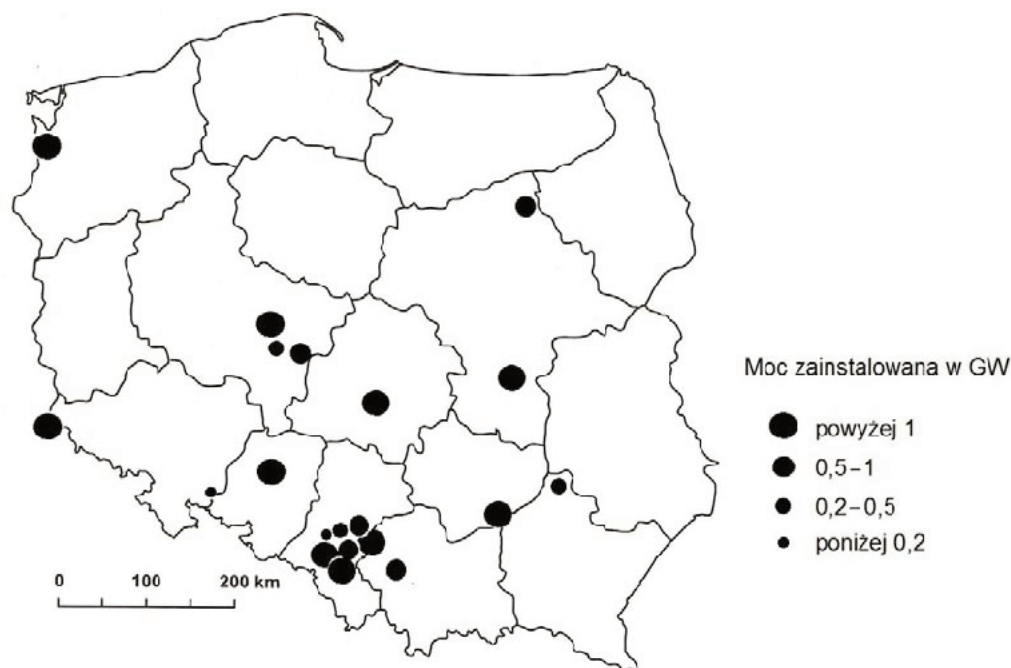 Moc zainstalowana w GW
powyżej 1
0,5–1
0,2–0,5
poniżej 0,2
0 100 200 km